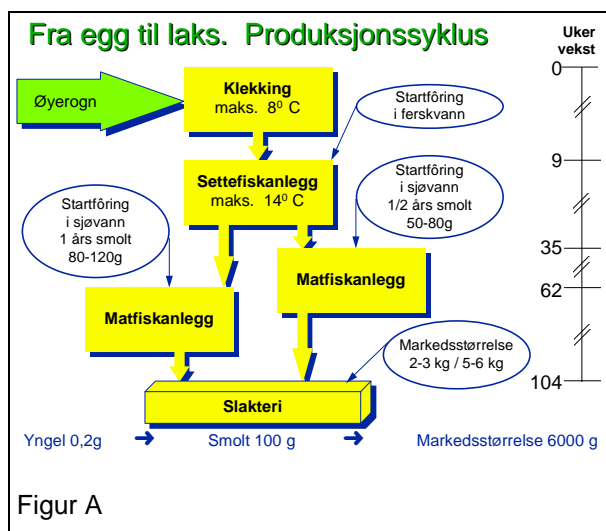 Fra egg til laks. Produksjonssyklus
Uker
vekst
0
Øyerogn
Klekking
maks. 8⁰ C
Startfôring
i ferskvann
9
Settefiskanlegg
maks. 14⁰ C
Startfôring
i sjøvann
1/2 års smolt
50-80g
Startfôring
i sjøvann
1 års smolt
80-120g
35
Matfiskanlegg
62
Matfiskanlegg
Markedsstørrelse
2-3 kg / 5-6 kg
104
Slakteri
Yngel 0,2g → Smolt 100 g → Markedsstørrelse 6000 g
Figur A